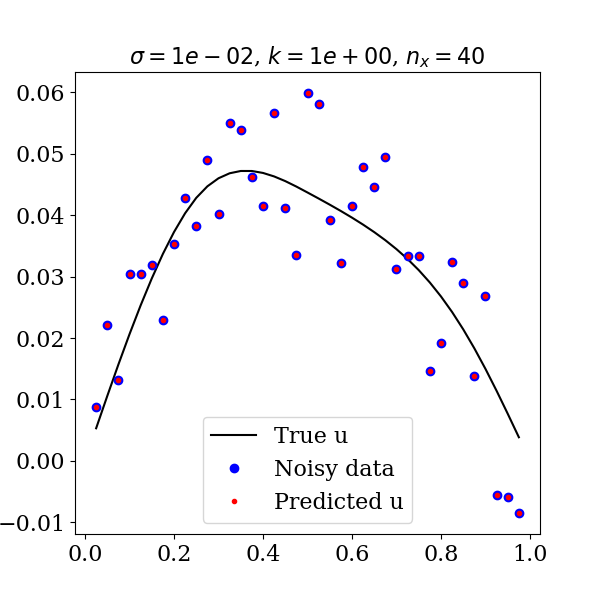 σ = 1e − 02, k = 1e + 00, nₓ = 40
0.06
0.05
0.04
0.03
0.02
0.01
0.00
−0.01
True u
Noisy data
Predicted u
0.0 0.2 0.4 0.6 0.8 1.0